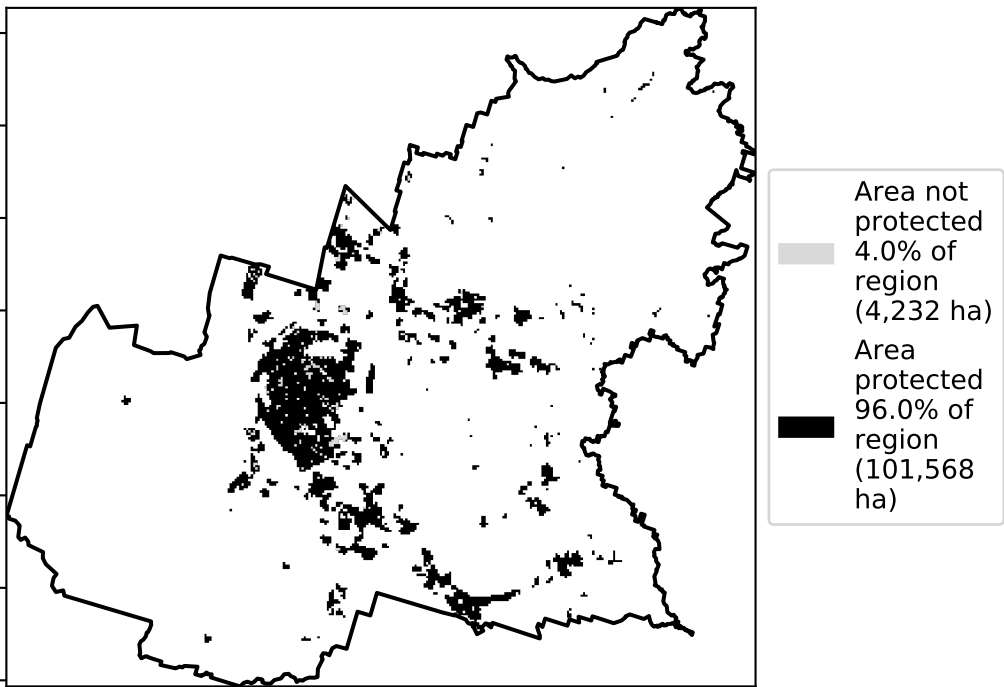 Area not
protected
4.0% of
region
(4,232 ha)
Area
protected
96.0% of
region
(101,568
ha)